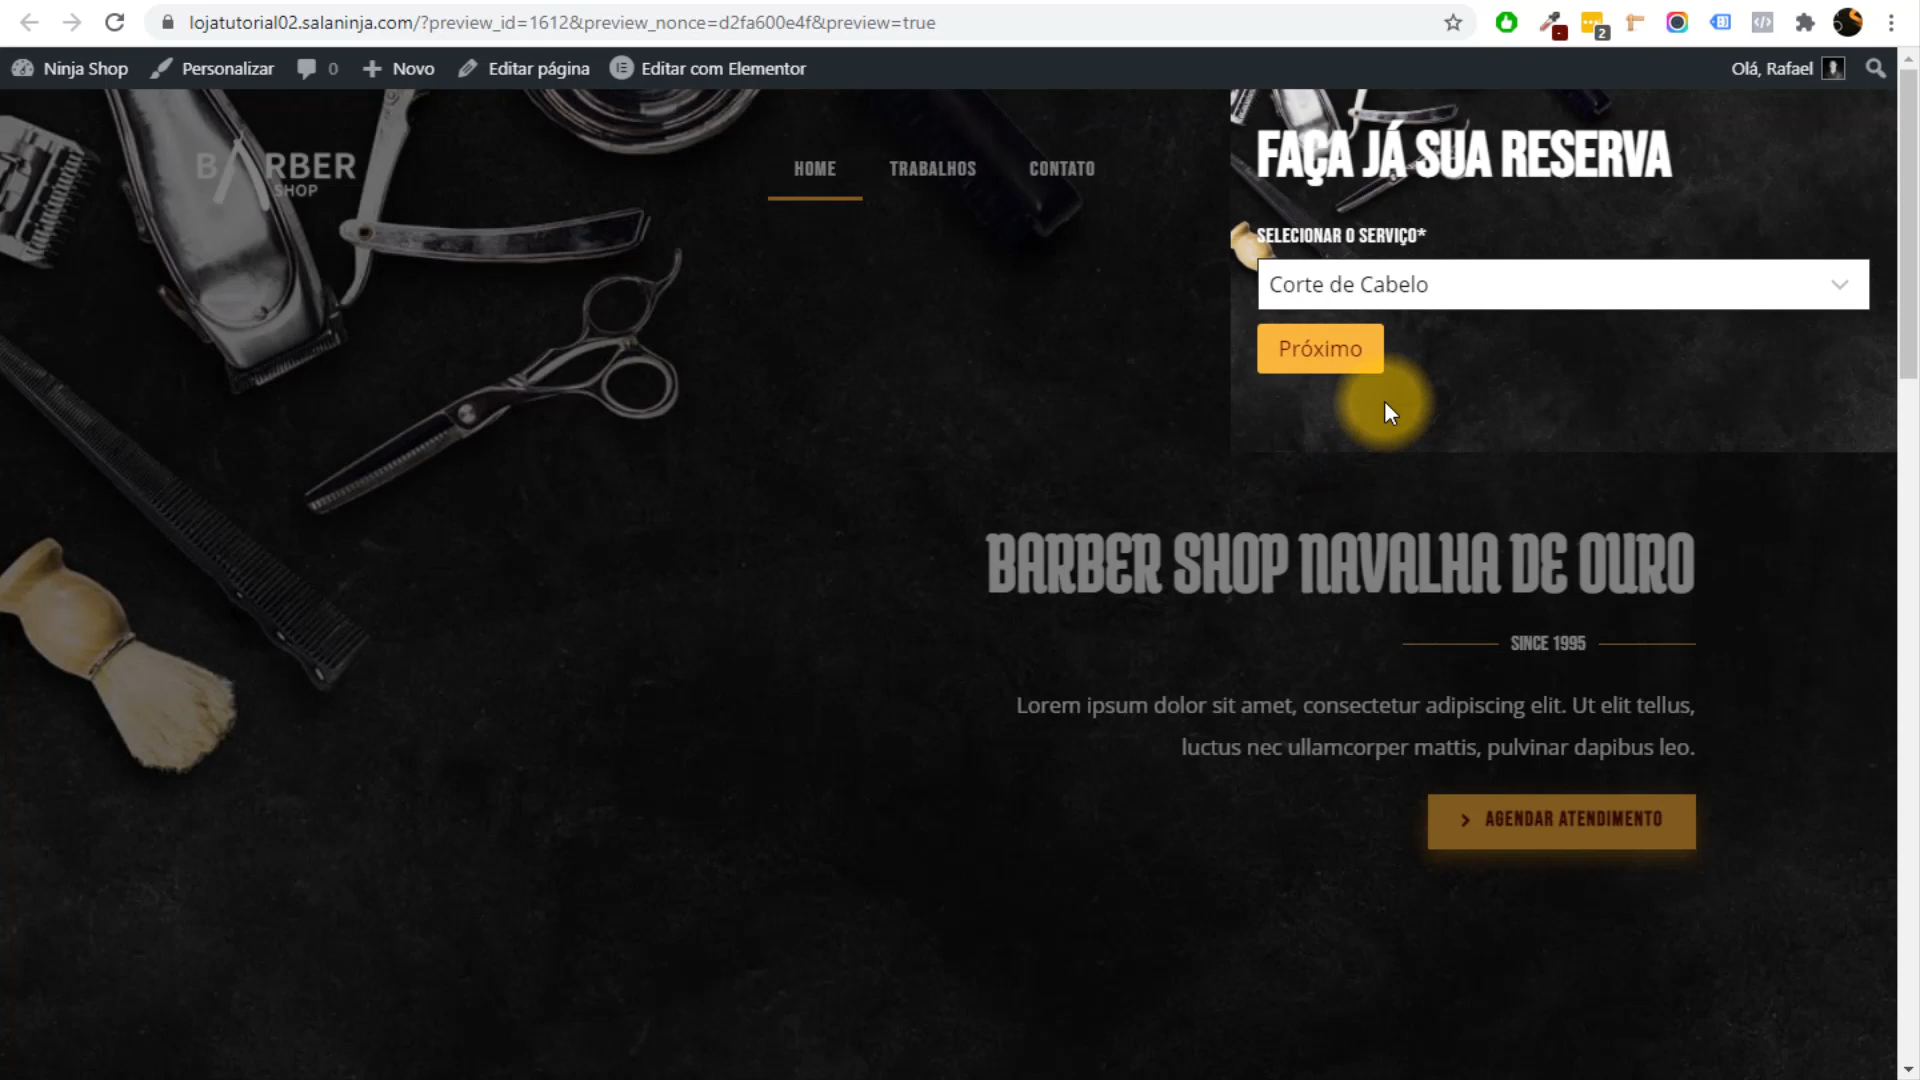 lojatutorial02.salaninja.com/?preview_id=1612&preview_nonce=d2fa600e4f&preview=true
2
Ninja Shop
Personalizar
0
Novo
Editar página
Editar com Elementor
Olá, Rafael
BARBER
SHOP
HOME
TRABALHOS
CONTATO
FAÇA JÁ SUA RESERVA
SELECIONAR O SERVIÇO*
Corte de Cabelo
Próximo
BARBER SHOP NAVALHA DE OURO
SINCE 1995
Lorem ipsum dolor sit amet, consectetur adipiscing elit. Ut elit tellus,
luctus nec ullamcorper mattis, pulvinar dapibus leo.
AGENDAR ATENDIMENTO